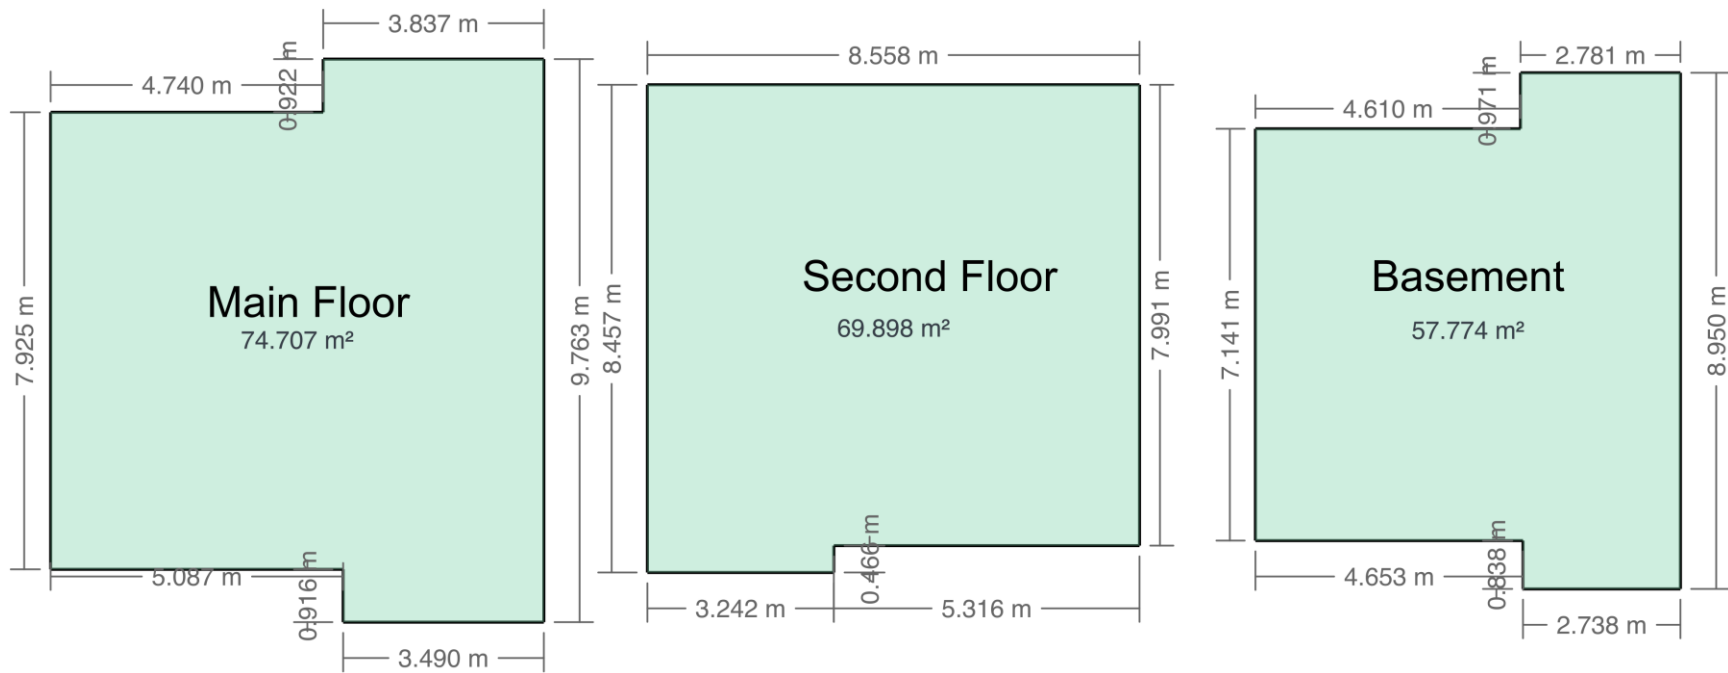 3.837 m
0.922 m
4.740 m
7.925 m
Main Floor
74.707 m²
9.763 m
5.087 m
0.916 m
3.490 m
8.558 m
8.457 m
Second Floor
69.898 m²
7.991 m
0.466 m
3.242 m
5.316 m
2.781 m
0.971 m
4.610 m
7.141 m
Basement
57.774 m²
8.950 m
4.653 m
0.838 m
2.738 m